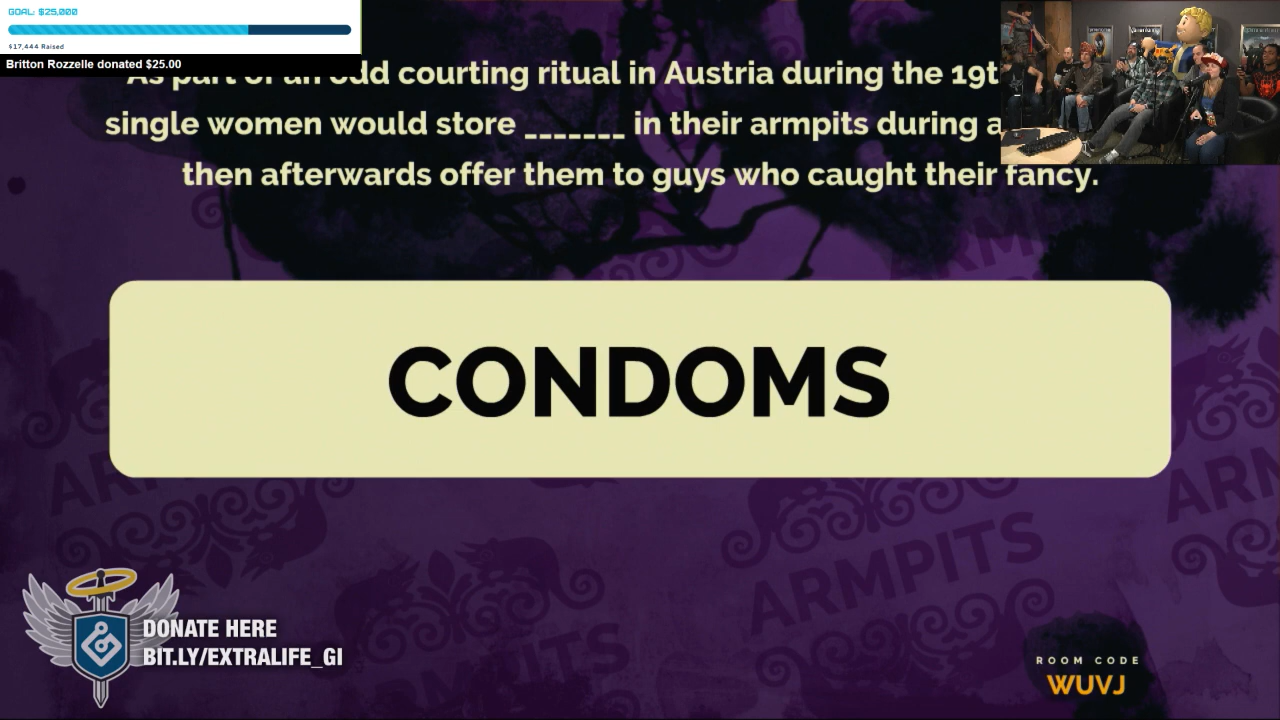 GOAL: $25,000
$17,444 Raised
Britton Rozzelle donated $25.00
As part of an odd courting ritual in Austria during the 19t
single women would store _______ in their armpits during a
then afterwards offer them to guys who caught their fancy.
CONDOMS
ARMPITS
DONATE HERE
BIT.LY/EXTRALIFE_GI
ROOM CODE
WUVJ